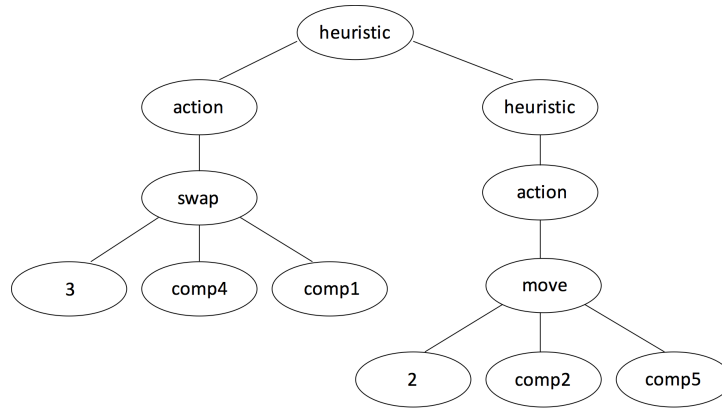 heuristic
action
heuristic
swap
action
3
comp4
comp1
move
2
comp2
comp5